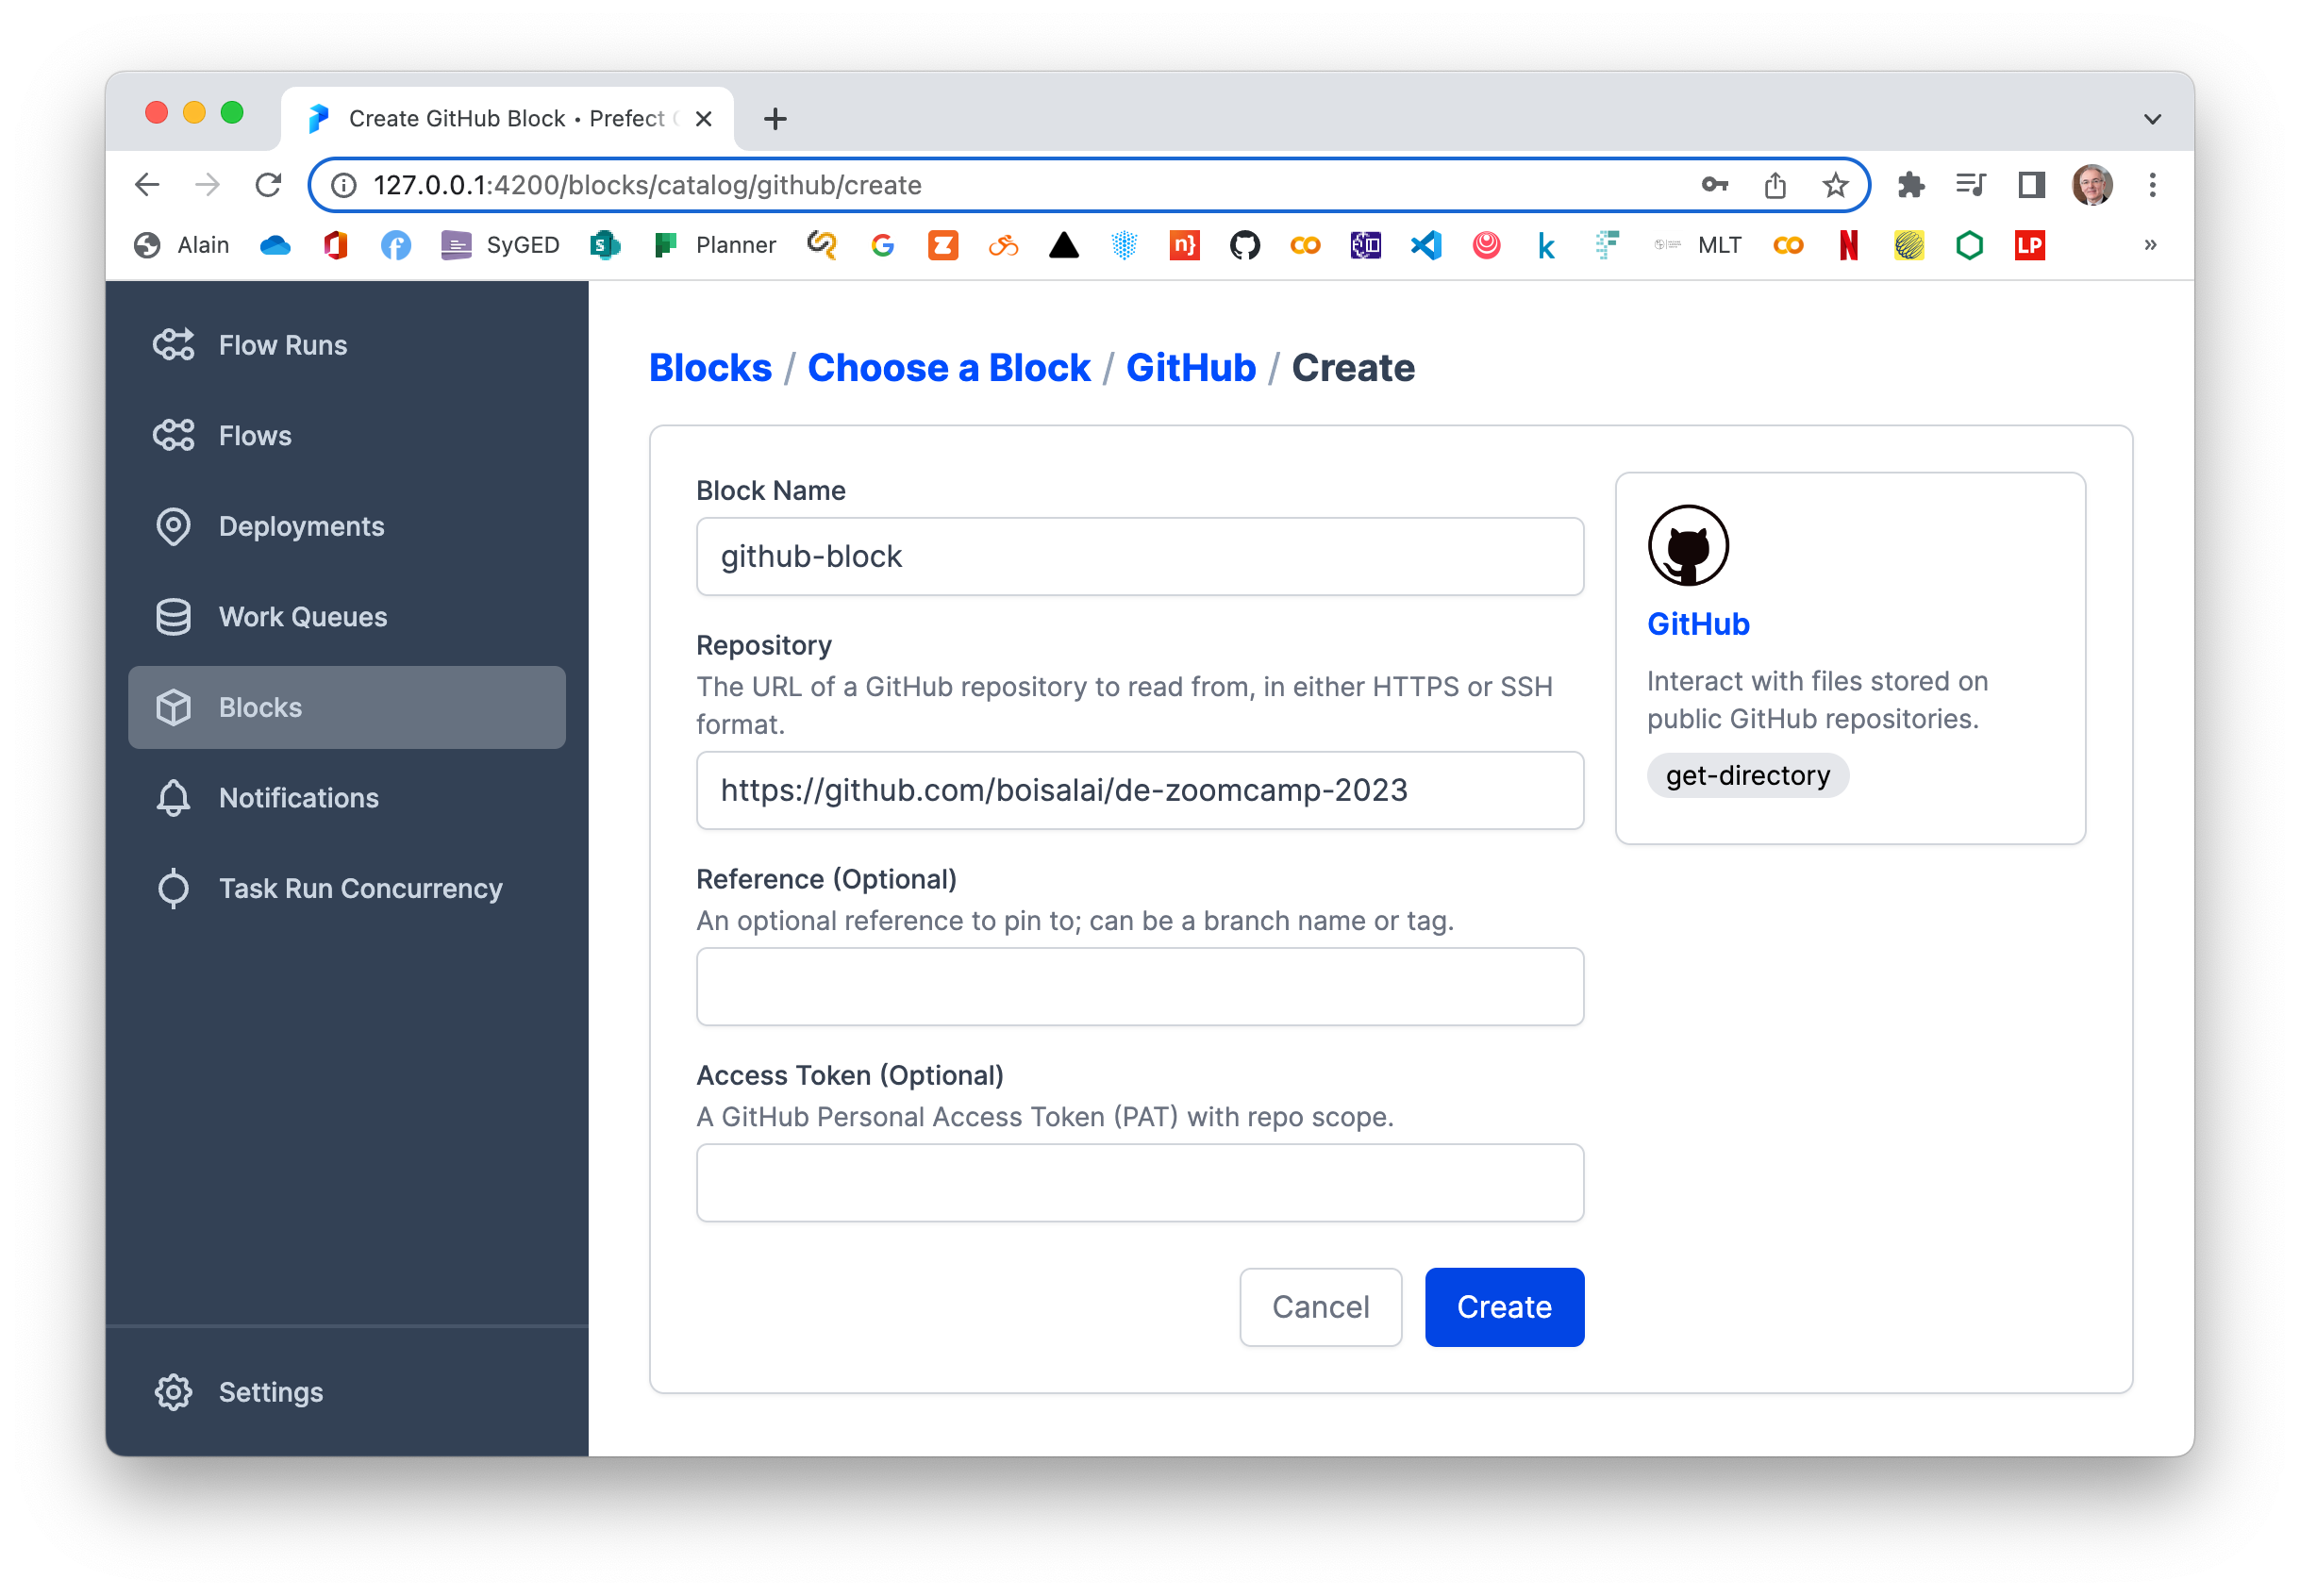 Create GitHub Block • Prefect
127.0.0.1:4200/blocks/catalog/github/create
Alain
SyGED
Planner
MLT
LP
Flow Runs
Flows
Deployments
Work Queues
Blocks
Notifications
Task Run Concurrency
Settings
Blocks / Choose a Block / GitHub / Create
Block Name
github-block
Repository
The URL of a GitHub repository to read from, in either HTTPS or SSH
format.
https://github.com/boisalai/de-zoomcamp-2023
Reference (Optional)
An optional reference to pin to; can be a branch name or tag.
Access Token (Optional)
A GitHub Personal Access Token (PAT) with repo scope.
Cancel
Create
GitHub
Interact with files stored on
public GitHub repositories.
get-directory